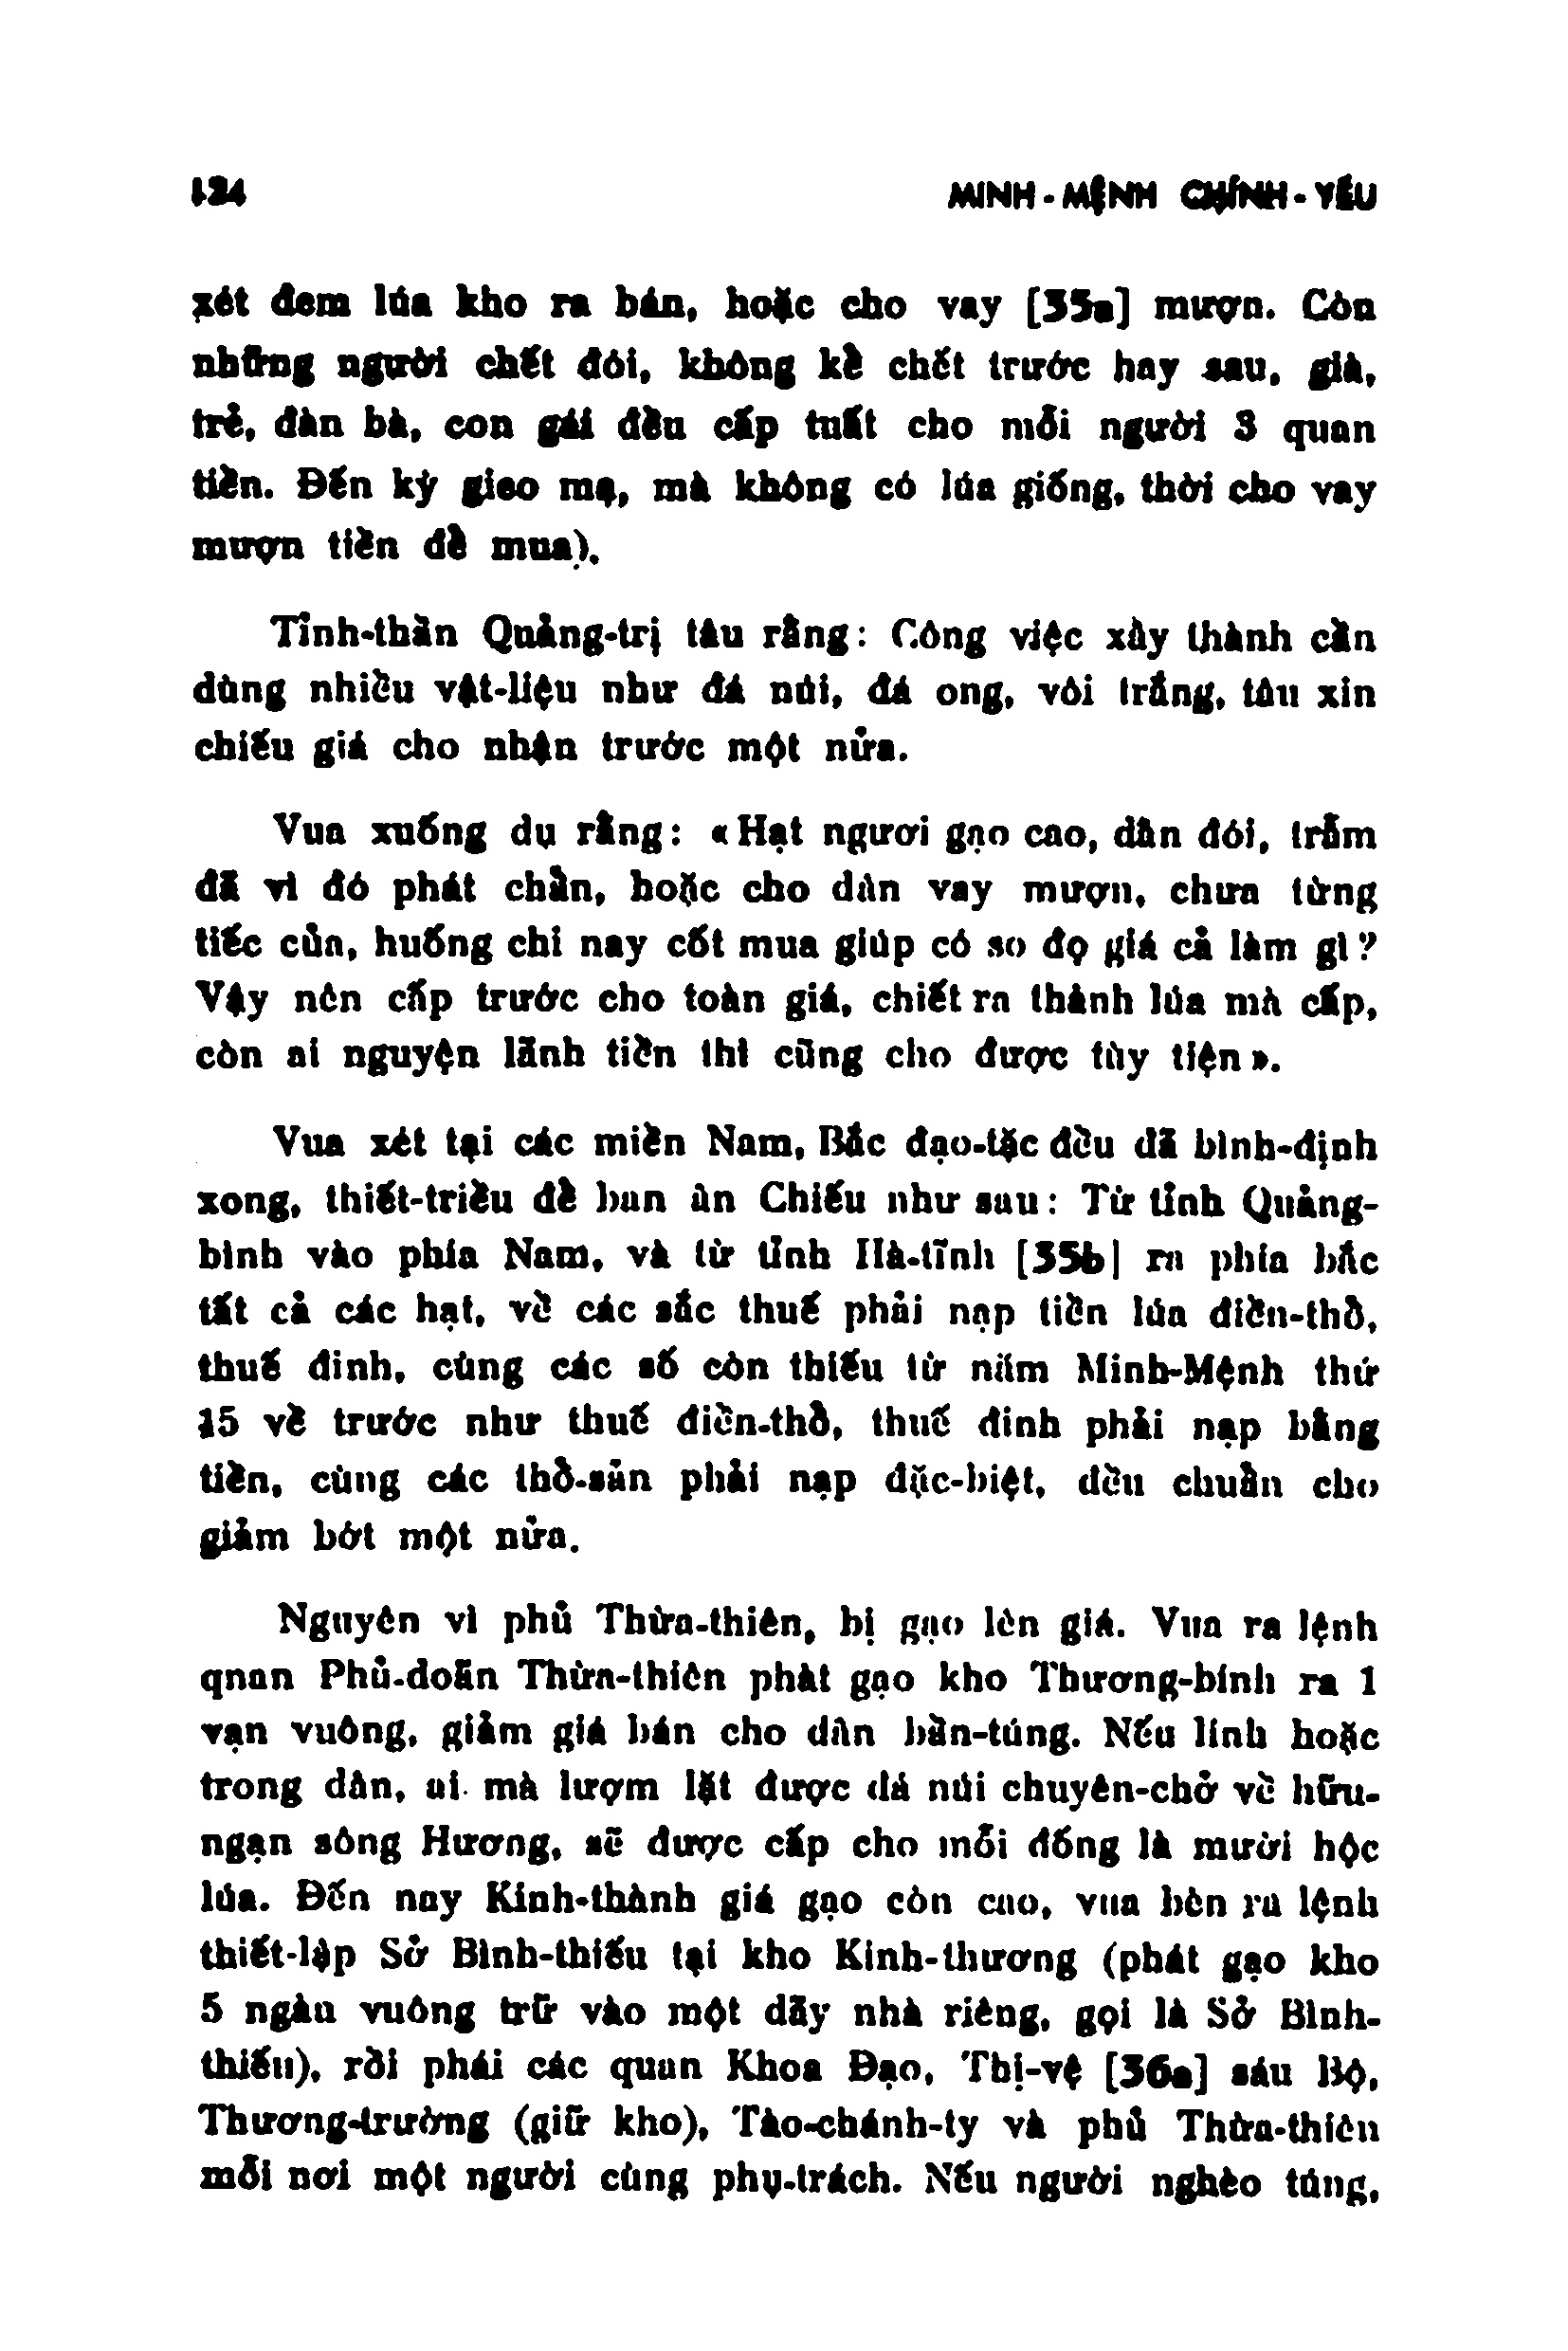 124
MINH - MỆNH CHÍNH - YẾU
xét đem lúa kho ra bán, hoặc cho vay [35a] mượn. Còn
những người chết đói, không kể chết trước hay sau, già,
trẻ, đàn bà, con gái đều cấp tuất cho mỗi người 3 quan
tiền. Đến kỳ gieo mạ, mà không có lúa giống, thời cho vay
mượn tiền để mua).
Tỉnh-thần Quảng-trị tâu rằng: Công việc xây thành cần
dùng nhiều vật-liệu như đá núi, đá ong, vôi trắng, tâu xin
chiếu giá cho nhận trước một nửa.
Vua xuống dụ rằng: «Hạt ngươi gạo cao, dân đói, trẫm
đã vì đó phát chẩn, hoặc cho dân vay mượn, chưa từng
tiếc của, huống chi nay cốt mua giúp có so đọ giá cả làm gì?
Vậy nên cấp trước cho toàn giá, chiết ra thành lúa mà cấp,
còn ai nguyện lãnh tiền thì cũng cho được tùy tiện».
Vua xét tại các miền Nam, Bắc đạo-tặc đều đã bình-định
xong, thiết-triều để ban ân Chiếu như sau: Từ tỉnh Quảng-
bình vào phía Nam, và từ tỉnh Hà-tĩnh [35b] ra phía bắc
tất cả các hạt, về các sắc thuế phải nạp tiền lúa điền-thổ,
thuế đinh, cùng các số còn thiếu từ năm Minh-Mệnh thứ
15 về trước như thuế điền-thổ, thuế đinh phải nạp bằng
tiền, cùng các thổ-sản phải nạp đặc-biệt, đều chuẩn cho
giảm bớt một nửa.
Nguyên vì phủ Thừa-thiên, bị gạo lên giá. Vua ra lệnh
quan Phủ-doãn Thừa-thiên phát gạo kho Thương-bình ra 1
vạn vuông, giảm giá bán cho dân bần-túng. Nếu lính hoặc
trong dân, ai mà lượm lặt được đá núi chuyên-chở về hữu-
ngạn sông Hương, sẽ được cấp cho mỗi đống là mười hộc
lúa. Đến nay Kinh-thành giá gạo còn cao, vua bèn ra lệnh
thiết-lập Sở Bình-thiếu tại kho Kinh-thương (phát gạo kho
5 ngàn vuông trữ vào một dãy nhà riêng, gọi là Sở Bình-
thiếu), rồi phái các quan Khoa Đạo, Thị-vệ [36a] sáu Bộ,
Thương-trường (giữ kho), Tào-chánh-ty và phủ Thừa-thiên
mỗi nơi một người cùng phụ-trách. Nếu người nghèo túng,